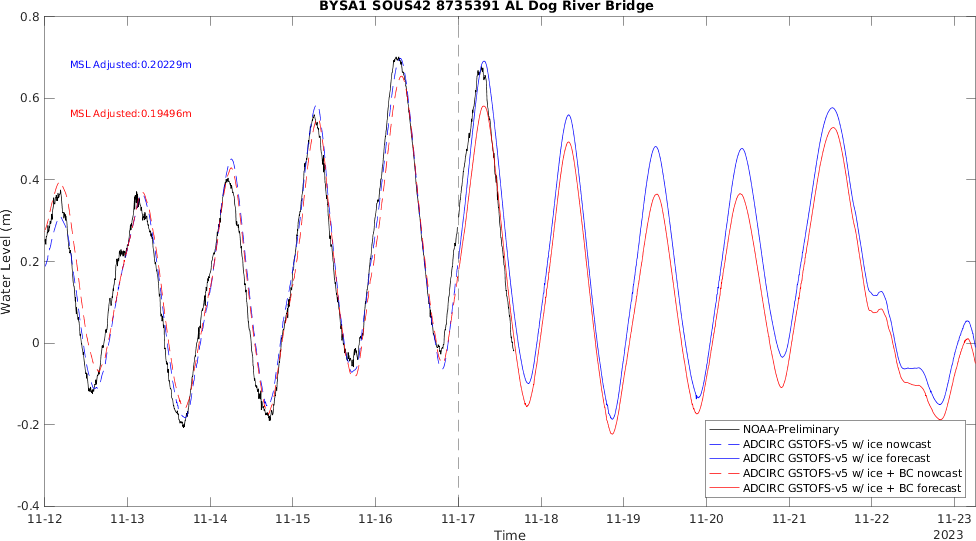 BYSA1 SOUS42 8735391 AL Dog River Bridge
0.8
0.6
0.4
0.2
0
-0.2
-0.4
Water Level (m)
MSL Adjusted:0.20229m
MSL Adjusted:0.19496m
NOAA-Preliminary
ADCIRC GSTOFS-v5 w/ ice nowcast
ADCIRC GSTOFS-v5 w/ ice forecast
ADCIRC GSTOFS-v5 w/ ice + BC nowcast
ADCIRC GSTOFS-v5 w/ ice + BC forecast
11-12 11-13 11-14 11-15 11-16 11-17 11-18 11-19 11-20 11-21 11-22 11-23
Time
2023